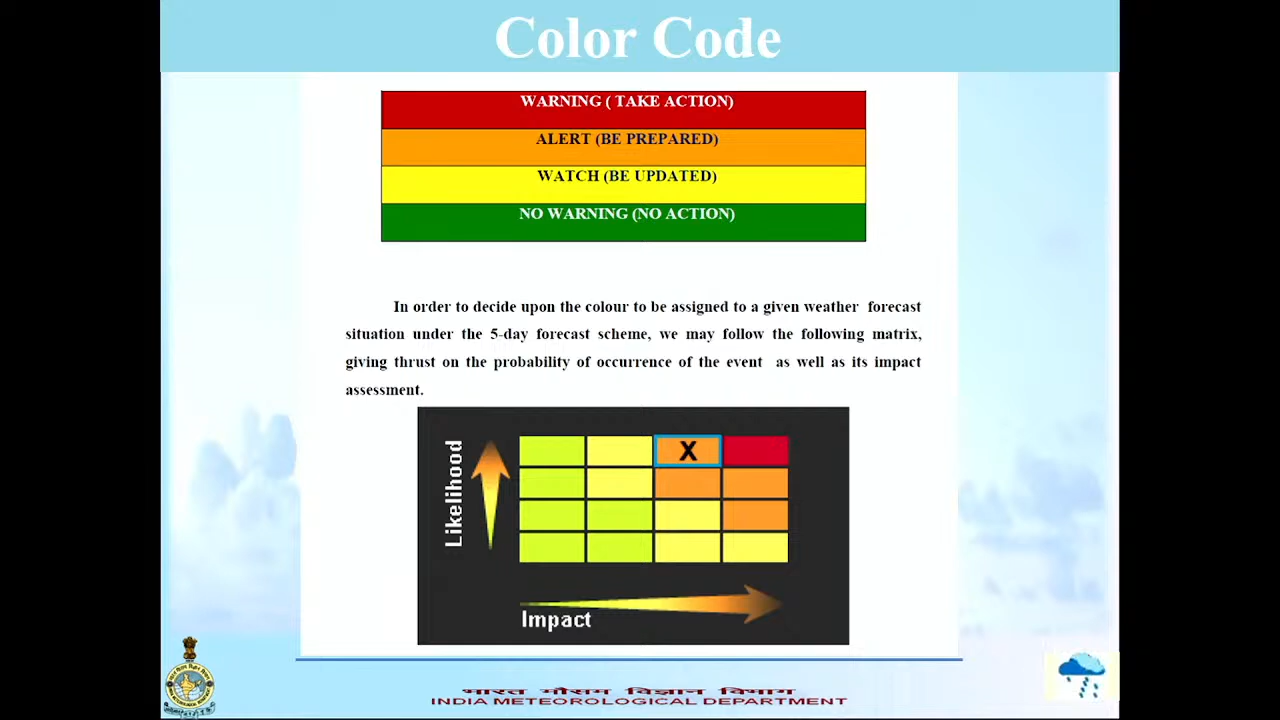 Color Code
WARNING ( TAKE ACTION)
ALERT (BE PREPARED)
WATCH (BE UPDATED)
NO WARNING (NO ACTION)
In order to decide upon the colour to be assigned to a given weather forecast
situation under the 5-day forecast scheme, we may follow the following matrix,
giving thrust on the probability of occurrence of the event as well as its impact
assessment.
Likelihood
X
Impact
भारत मौसम विज्ञान विभाग
INDIA METEOROLOGICAL DEPARTMENT